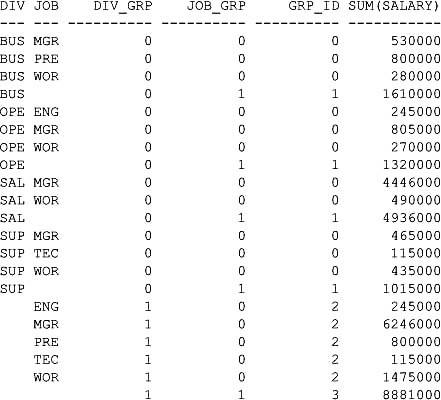 DIV JOB    DIV_GRP    JOB_GRP     GRP_ID SUM(SALARY)
--- --- ---------- ---------- ---------- -----------
BUS MGR          0          0          0      530000
BUS PRE          0          0          0      800000
BUS WOR          0          0          0      280000
BUS              0          1          1     1610000
OPE ENG          0          0          0      245000
OPE MGR          0          0          0      805000
OPE WOR          0          0          0      270000
OPE              0          1          1     1320000
SAL MGR          0          0          0     4446000
SAL WOR          0          0          0      490000
SAL              0          1          1     4936000
SUP MGR          0          0          0      465000
SUP TEC          0          0          0      115000
SUP WOR          0          0          0      435000
SUP              0          1          1     1015000
    ENG          1          0          2      245000
    MGR          1          0          2     6246000
    PRE          1          0          2      800000
    TEC          1          0          2      115000
    WOR          1          0          2     1475000
                 1          1          3     8881000